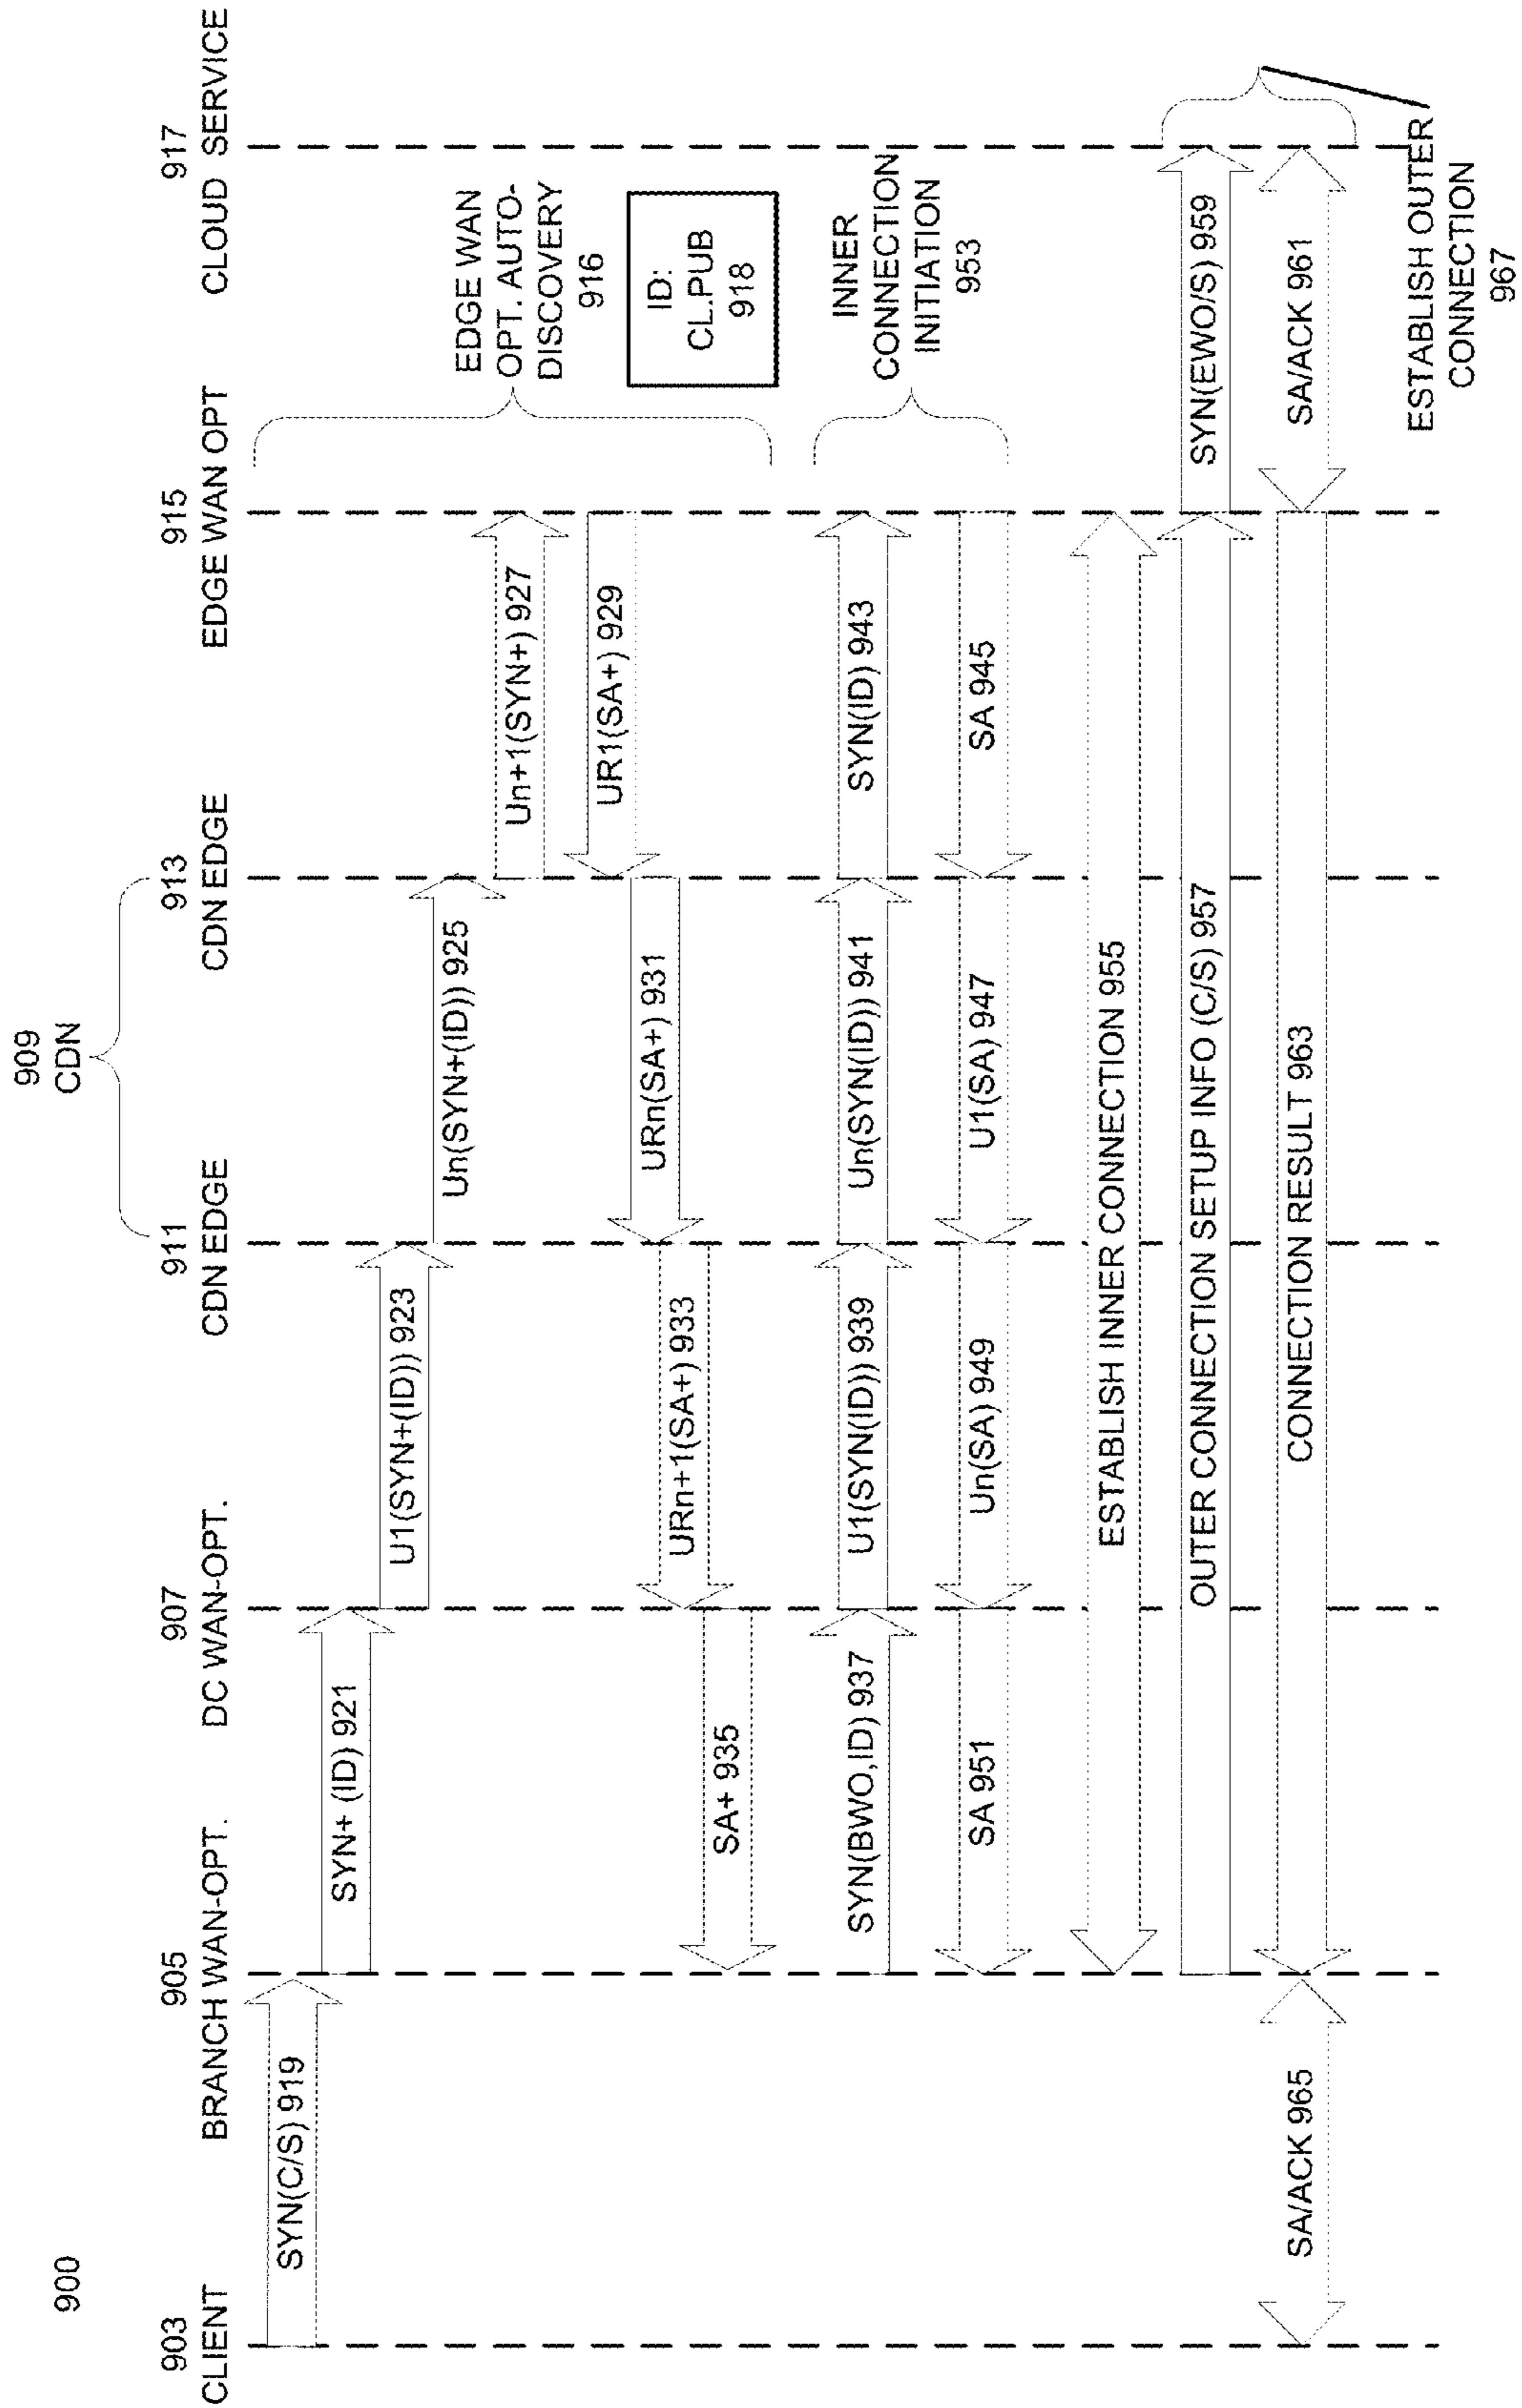 900
909
CDN
903
CLIENT
905
BRANCH WAN-OPT.
907
DC WAN-OPT.
911
CDN EDGE
913
CDN EDGE
915
EDGE WAN OPT
917
CLOUD SERVICE
SYN(C/S) 919
SYN+ (ID) 921
U1(SYN+(ID)) 923
Un(SYN+(ID)) 925
Un+1(SYN+) 927
UR1(SA+) 929
URn(SA+) 931
URn+1(SA+) 933
SA+ 935
EDGE WAN
OPT. AUTO-
DISCOVERY
916
ID:
CL.PUB
918
SYN(BWO,ID) 937
U1(SYN(ID)) 939
Un(SYN(ID)) 941
SYN(ID) 943
SA 951
Un(SA) 949
U1(SA) 947
SA 945
INNER
CONNECTION
INITIATION
953
ESTABLISH INNER CONNECTION 955
OUTER CONNECTION SETUP INFO (C/S) 957
SYN(EWO/S) 959
SA/ACK 965
CONNECTION RESULT 963
SA/ACK 961
ESTABLISH OUTER
CONNECTION
967